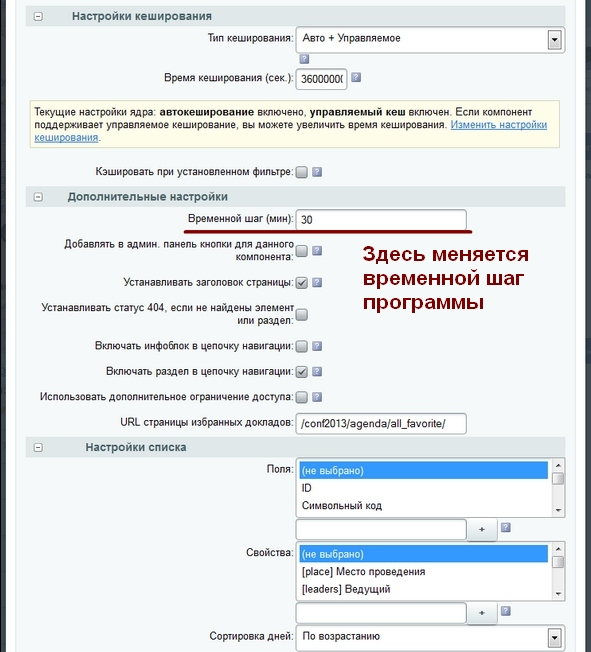 Настройки кеширования
Тип кеширования: Авто + Управляемое
?
Время кеширования (сек.): 3600000 ?
Текущие настройки ядра: автокеширование включено, управляемый кеш включен. Если компонент
поддерживает управляемое кеширование, вы можете увеличить время кеширования. Изменить настройки
кеширования.
Кэшировать при установленном фильтре: ?
Дополнительные настройки
Временной шаг (мин): 30
Добавлять в админ. панель кнопки для данного
компонента: ?
Здесь меняется
временной шаг
программы
Устанавливать заголовок страницы: ?
Устанавливать статус 404, если не найдены элемент
или раздел:
Включать инфоблок в цепочку навигации: ?
Включать раздел в цепочку навигации: ?
Использовать дополнительное ограничение доступа: ?
URL страницы избранных докладов: /conf2013/agenda/all_favorite/
Настройки списка
Поля: (не выбрано)
ID
Символьный код
+ ?
Свойства: (не выбрано)
[place] Место проведения
[leaders] Ведущий
+ ?
Сортировка дней: По возрастанию